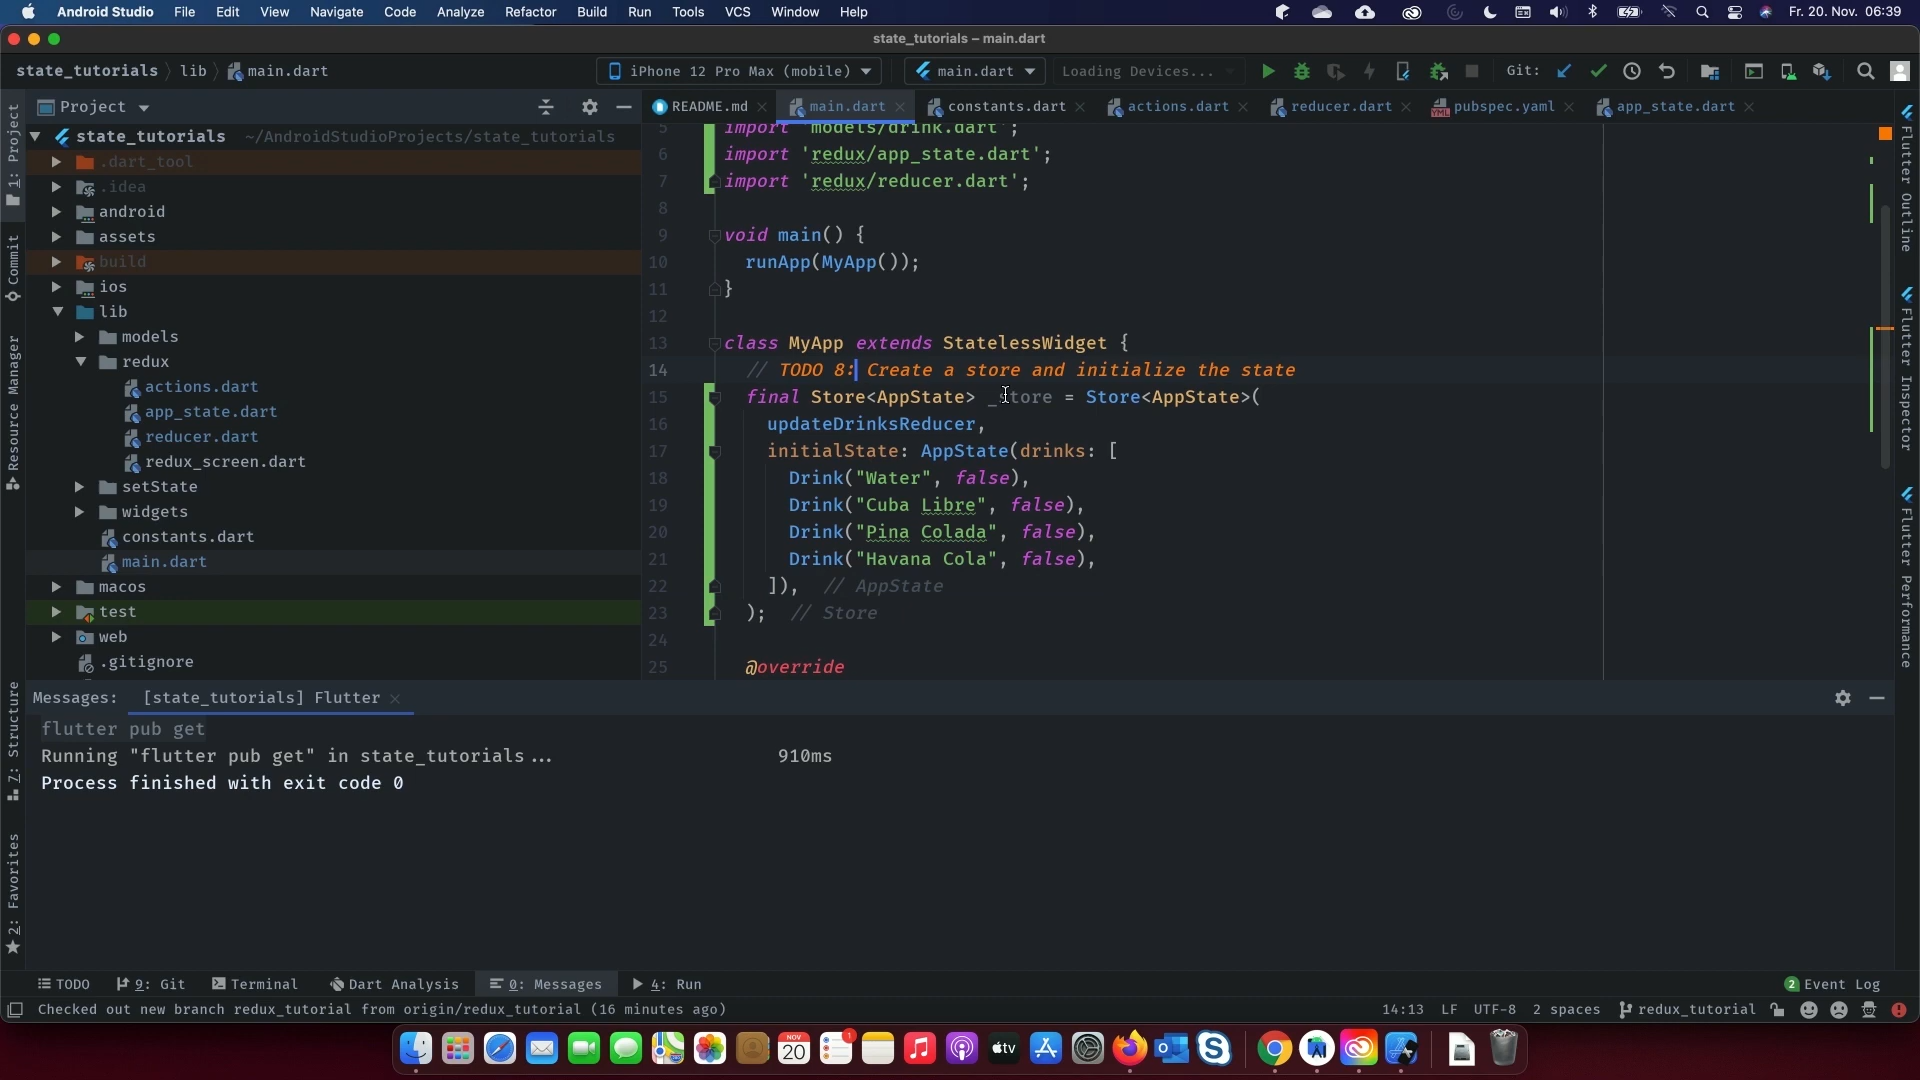 Android Studio File Edit View Navigate Code Analyze Refactor Build Run Tools VCS Window Help Fr. 20. Nov. 06:39
state_tutorials – main.dart
state_tutorials lib main.dart iPhone 12 Pro Max (mobile) main.dart Loading Devices... Git:
Project README.md main.dart constants.dart actions.dart reducer.dart pubspec.yaml app_state.dart
1: Project
Commit
Resource Manager
7: Structure
2: Favorites
state_tutorials ~/AndroidStudioProjects/state_tutorials
.dart_tool
.idea
android
assets
build
ios
lib
models
redux
actions.dart
app_state.dart
reducer.dart
redux_screen.dart
setState
widgets
constants.dart
main.dart
macos
test
web
.gitignore
5 import 'models/drink.dart';
6 import 'redux/app_state.dart';
7 import 'redux/reducer.dart';
8
9 void main() {
10 runApp(MyApp());
11 }
12
13 class MyApp extends StatelessWidget {
14 // TODO 8: Create a store and initialize the state
15 final Store<AppState> _store = Store<AppState>(
16 updateDrinksReducer,
17 initialState: AppState(drinks: [
18 Drink("Water", false),
19 Drink("Cuba Libre", false),
20 Drink("Pina Colada", false),
21 Drink("Havana Cola", false),
22 ]), // AppState
23 ); // Store
24
25 @override
Flutter Outline
Flutter Inspector
Flutter Performance
Messages: [state_tutorials] Flutter
flutter pub get
Running "flutter pub get" in state_tutorials... 910ms
Process finished with exit code 0
TODO 9: Git Terminal Dart Analysis 0: Messages 4: Run 2 Event Log
Checked out new branch redux_tutorial from origin/redux_tutorial (16 minutes ago) 14:13 LF UTF-8 2 spaces redux_tutorial
NOV
20
1
tv